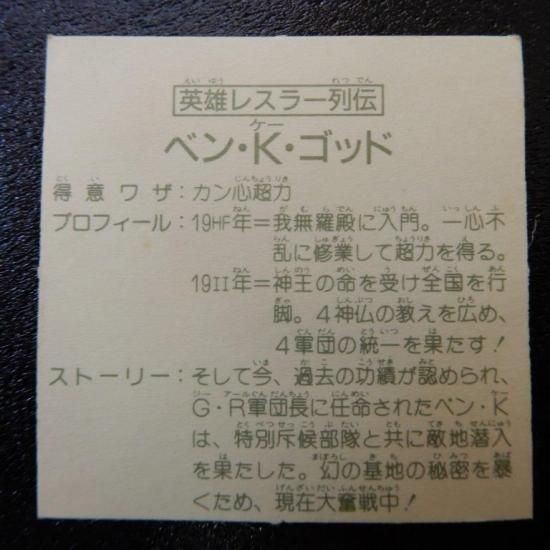 英雄レスラー列伝
ベン・K・ゴッド
得意ワザ：カン心超力
プロフィール：19HF年＝我無羅殿に入門。一心不
乱に修業して超力を得る。
19II年＝神王の命を受け全国を行
脚。4神仏の教えを広め、
4軍団の統一を果たす！
ストーリー：そして今、過去の功績が認められ、
G・R軍団長に任命されたベン・K
は、特別斥候部隊と共に敵地潜入
を果たした。幻の基地の秘密を暴
くため、現在大奮戦中！